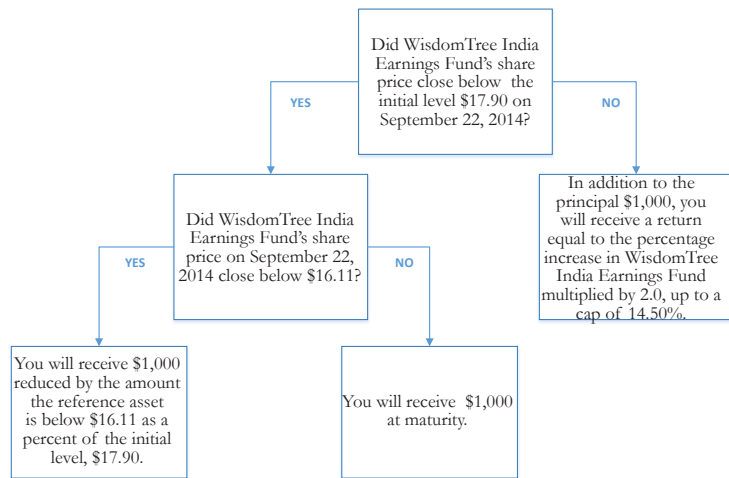 Did WisdomTree India
Earnings Fund's share
price close below the
initial level $17.90 on
September 22, 2014?
YES
NO
Did WisdomTree India
Earnings Fund's share
price on September 22,
2014 close below $16.11?
In addition to the
principal $1,000, you
will receive a return
equal to the percentage
increase in WisdomTree
India Earnings Fund
multiplied by 2.0, up to
a cap of 14.50%.
YES
NO
You will receive $1,000
reduced by the amount
the reference asset
is below $16.11 as a
percent of the initial
level, $17.90.
You will receive $1,000
at maturity.